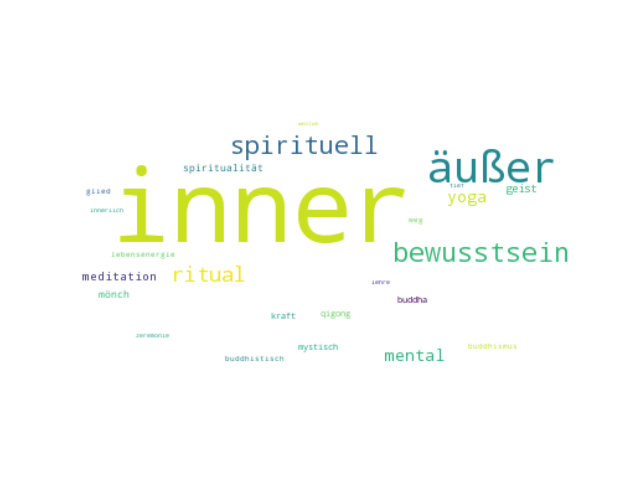 spirituell
äußer
spiritualität
tief
geist
glied
yoga
inner
innerlich
weg
bewusstsein
lebensenergie
meditation
ritual
lehre
mönch
buddha
kraft
qigong
zeremonie
mystisch
buddhismus
buddhistisch
mental